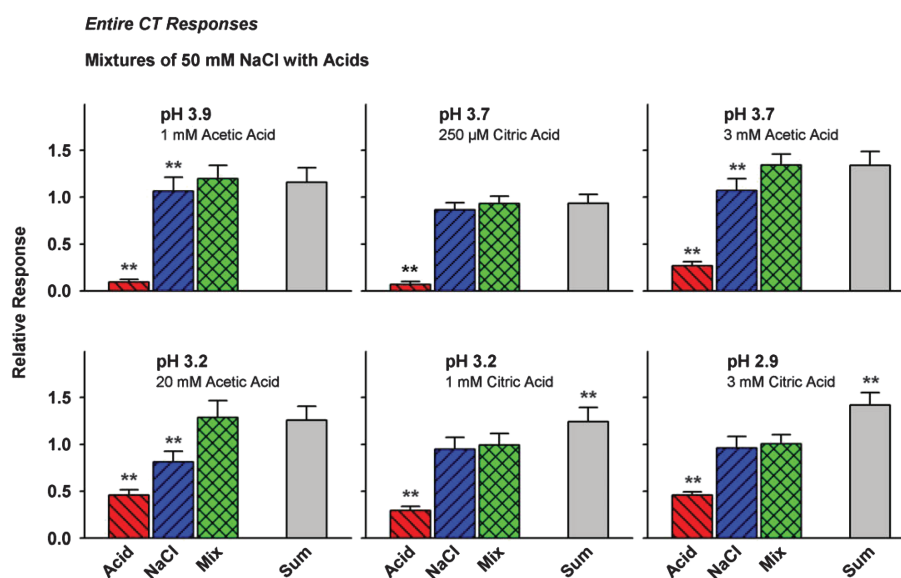 Entire CT Responses
Mixtures of 50 mM NaCl with Acids
Relative Response
pH 3.9
1 mM Acetic Acid
1.5
1.0
0.5
0.0
**
**
pH 3.7
250 µM Citric Acid
**
pH 3.7
3 mM Acetic Acid
**
**
pH 3.2
20 mM Acetic Acid
1.5
1.0
0.5
0.0
**
**
Acid
NaCl
Mix
Sum
pH 3.2
1 mM Citric Acid
**
**
Acid
NaCl
Mix
Sum
pH 2.9
3 mM Citric Acid
**
**
Acid
NaCl
Mix
Sum